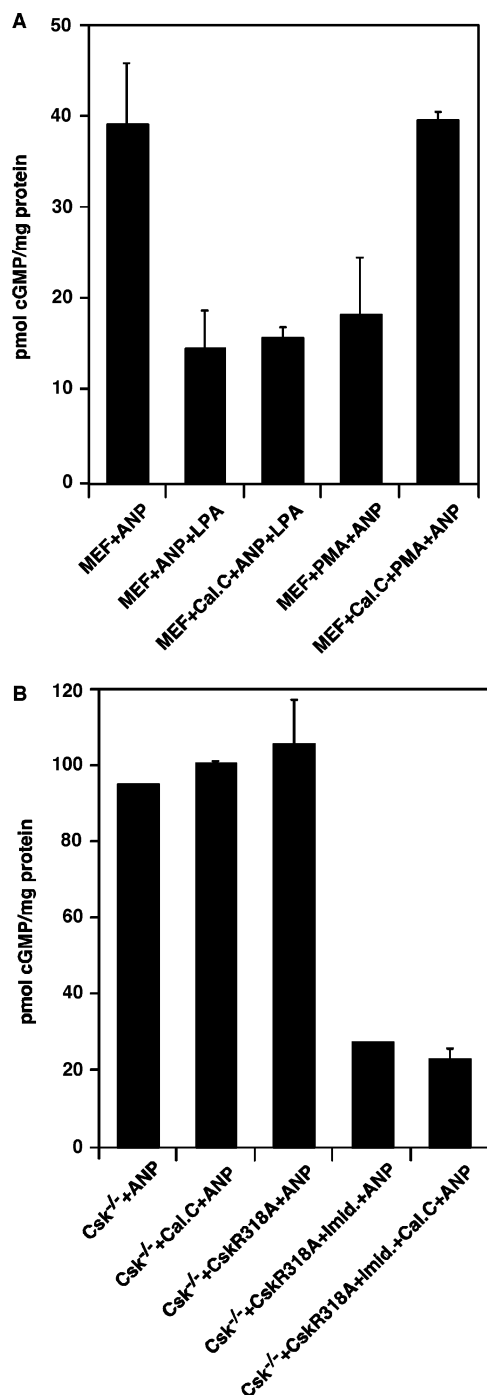 A
pmol cGMP/mg protein
50
40
30
20
10
0
MEF+ANP
MEF+ANP+LPA
MEF+Cal.C+ANP+LPA
MEF+PMA+ANP
MEF+Cal.C+PMA+ANP
B
pmol cGMP/mg protein
120
100
80
60
40
20
0
Csk-/-+ANP
Csk-/-+Cal.C+ANP
Csk-/-+CskR318A+ANP
Csk-/-+CskR318A+Imid.+ANP
Csk-/-+CskR318A+Imid.+Cal.C+ANP